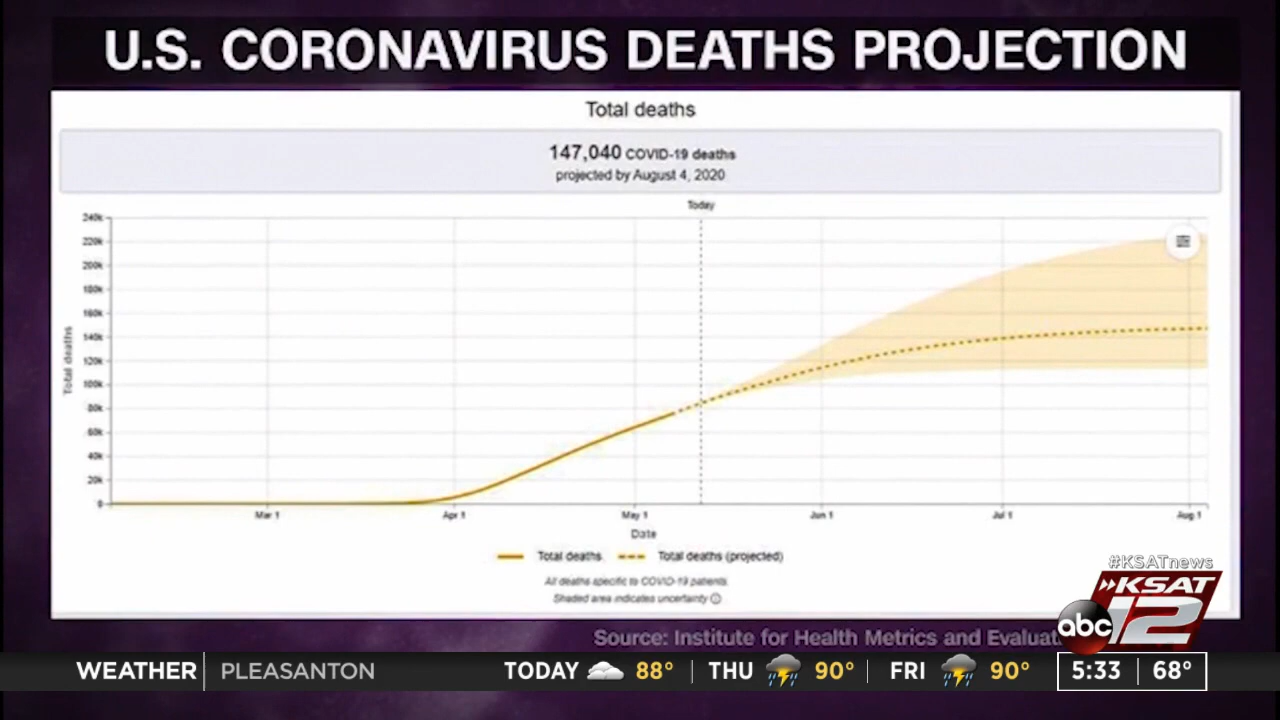 U.S. CORONAVIRUS DEATHS PROJECTION
Total deaths
147,040 COVID-19 deaths
projected by August 4, 2020
Today
240k
220k
200k
180k
160k
140k
120k
100k
80k
60k
40k
20k
0
Total deaths
Mar 1 Apr 1 May 1 Jun 1 Jul 1 Aug 1
Date
Total deaths Total deaths (projected)
All deaths specific to COVID-19 patients.
Shaded area indicates uncertainty
#KSATnews
KSAT
abc 12
Source: Institute for Health Metrics and Evaluat
WEATHER PLEASANTON TODAY 88° THU 90° FRI 90° 5:33 68°